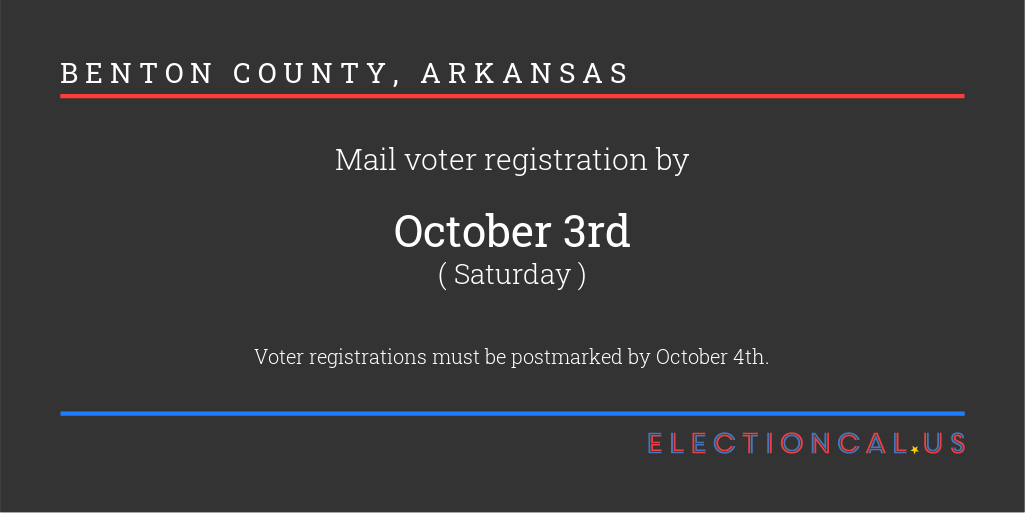 BENTON COUNTY, ARKANSAS
Mail voter registration by
October 3rd
( Saturday )
Voter registrations must be postmarked by October 4th.
ELECTIONCAL.US